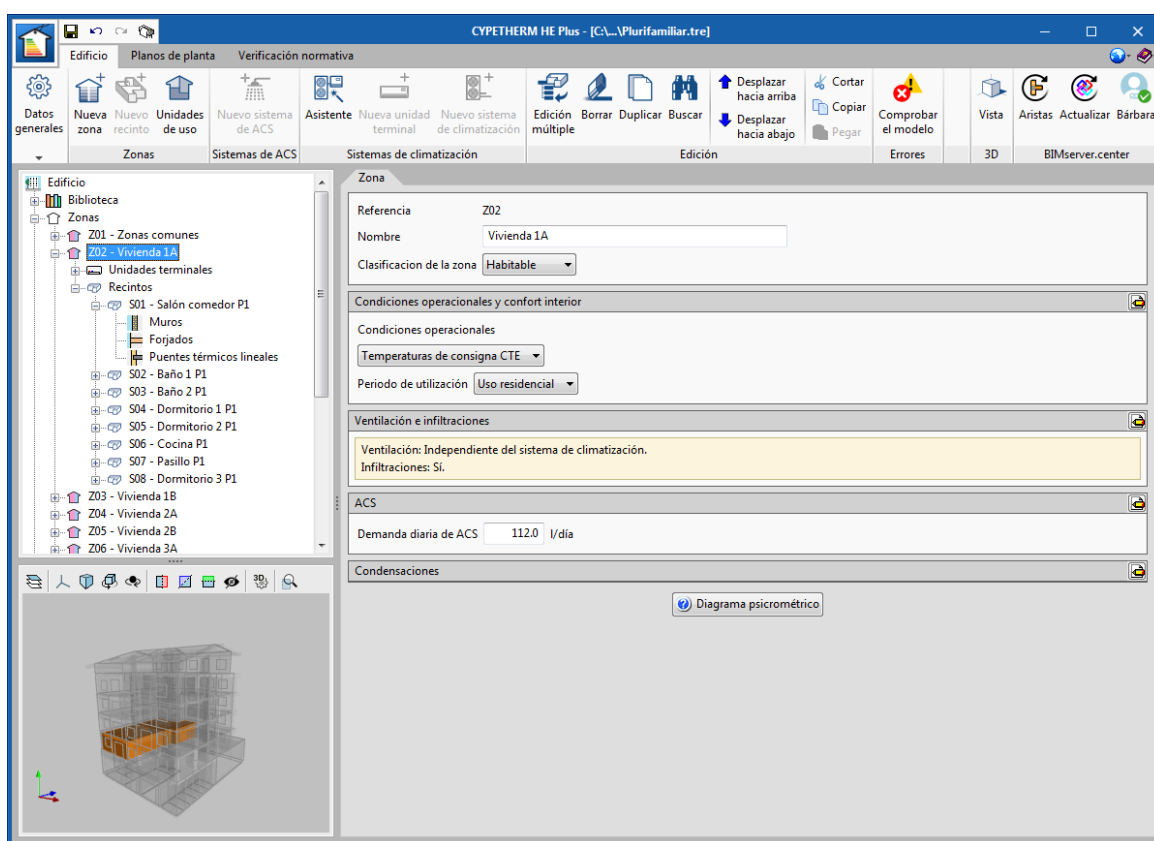 CYPETHERM HE Plus - [C:\...\Plurifamiliar.tre]
Edificio
Planos de planta
Verificación normativa
Datos generales
Nueva zona
Nuevo recinto
Unidades de uso
Nuevo sistema de ACS
Asistente
Nueva unidad terminal
Nuevo sistema de climatización
Edición múltiple
Borrar
Duplicar
Buscar
Desplazar hacia arriba
Desplazar hacia abajo
Cortar
Copiar
Pegar
Comprobar el modelo
Vista
Aristas
Actualizar
Bárbara
Zonas
Sistemas de ACS
Sistemas de climatización
Edición
Errores
3D
BIMserver.center
Edificio
Biblioteca
Zonas
Z01 - Zonas comunes
Z02 - Vivienda 1A
Unidades terminales
Recintos
S01 - Salón comedor P1
Muros
Forjados
Puentes térmicos lineales
S02 - Baño 1 P1
S03 - Baño 2 P1
S04 - Dormitorio 1 P1
S05 - Dormitorio 2 P1
S06 - Cocina P1
S07 - Pasillo P1
S08 - Dormitorio 3 P1
Z03 - Vivienda 1B
Z04 - Vivienda 2A
Z05 - Vivienda 2B
Z06 - Vivienda 3A
3D
Zona
Referencia Z02
Nombre Vivienda 1A
Clasificacion de la zona Habitable
Condiciones operacionales y confort interior
Condiciones operacionales
Temperaturas de consigna CTE
Periodo de utilización Uso residencial
Ventilación e infiltraciones
Ventilación: Independiente del sistema de climatización.
Infiltraciones: Sí.
ACS
Demanda diaria de ACS 112.0 l/día
Condensaciones
Diagrama psicrométrico